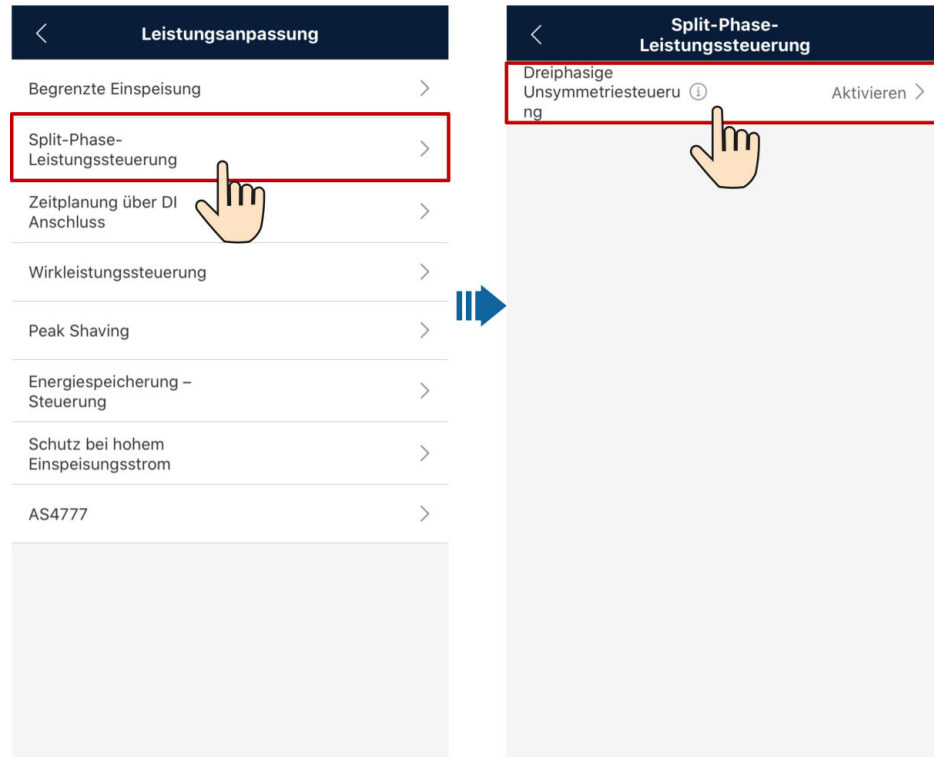 Leistungsanpassung
Begrenzte Einspeisung
Split-Phase-
Leistungssteuerung
Zeitplanung über DI
Anschluss
Wirkleistungssteuerung
Peak Shaving
Energiespeicherung –
Steuerung
Schutz bei hohem
Einspeisungsstrom
AS4777
Split-Phase-
Leistungssteuerung
Dreiphasige
Unsymmetriesteueru
ng
Aktivieren